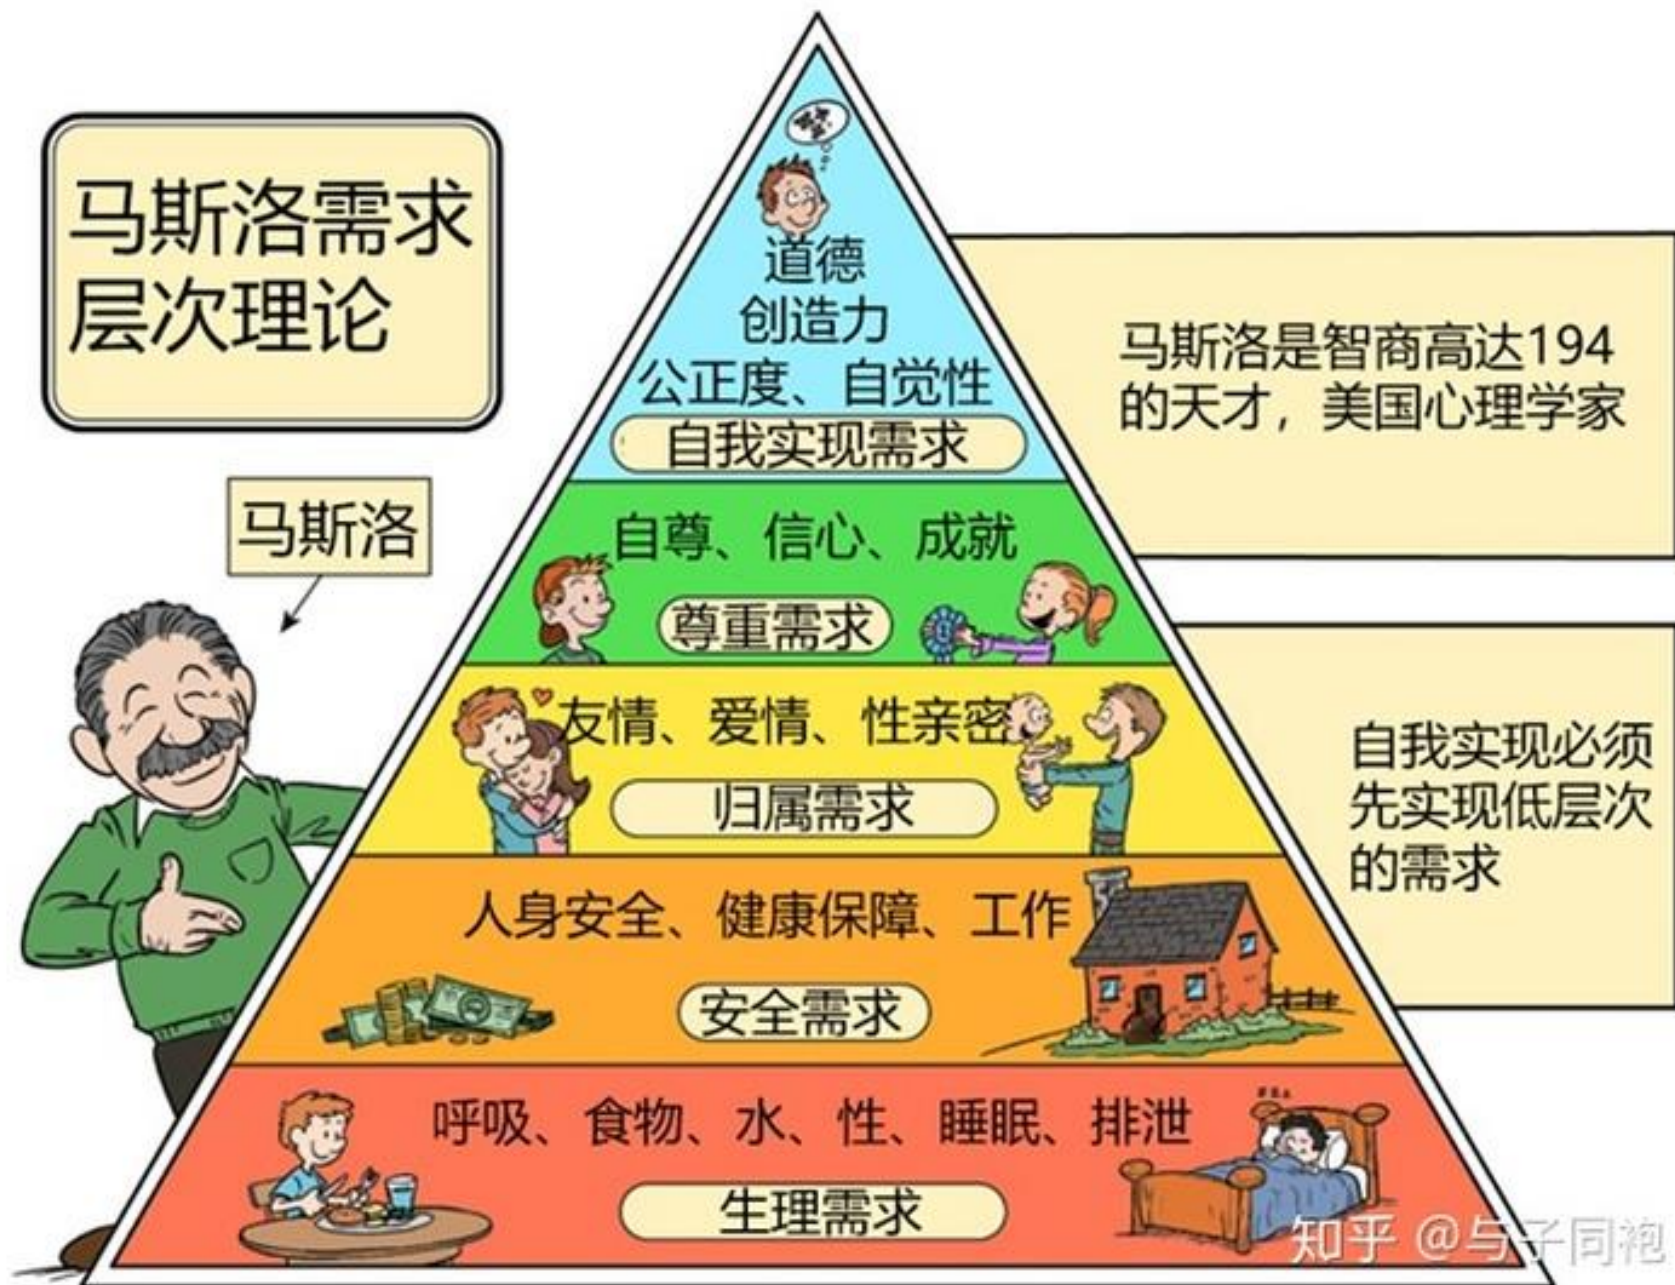 马斯洛需求
层次理论
马斯洛
道德
创造力
公正度、自觉性
自我实现需求
自尊、信心、成就
尊重需求
友情、爱情、性亲密
归属需求
人身安全、健康保障、工作
安全需求
呼吸、食物、水、性、睡眠、排泄
生理需求
马斯洛是智商高达194
的天才，美国心理学家
自我实现必须
先实现低层次
的需求
知乎 @与子同袍